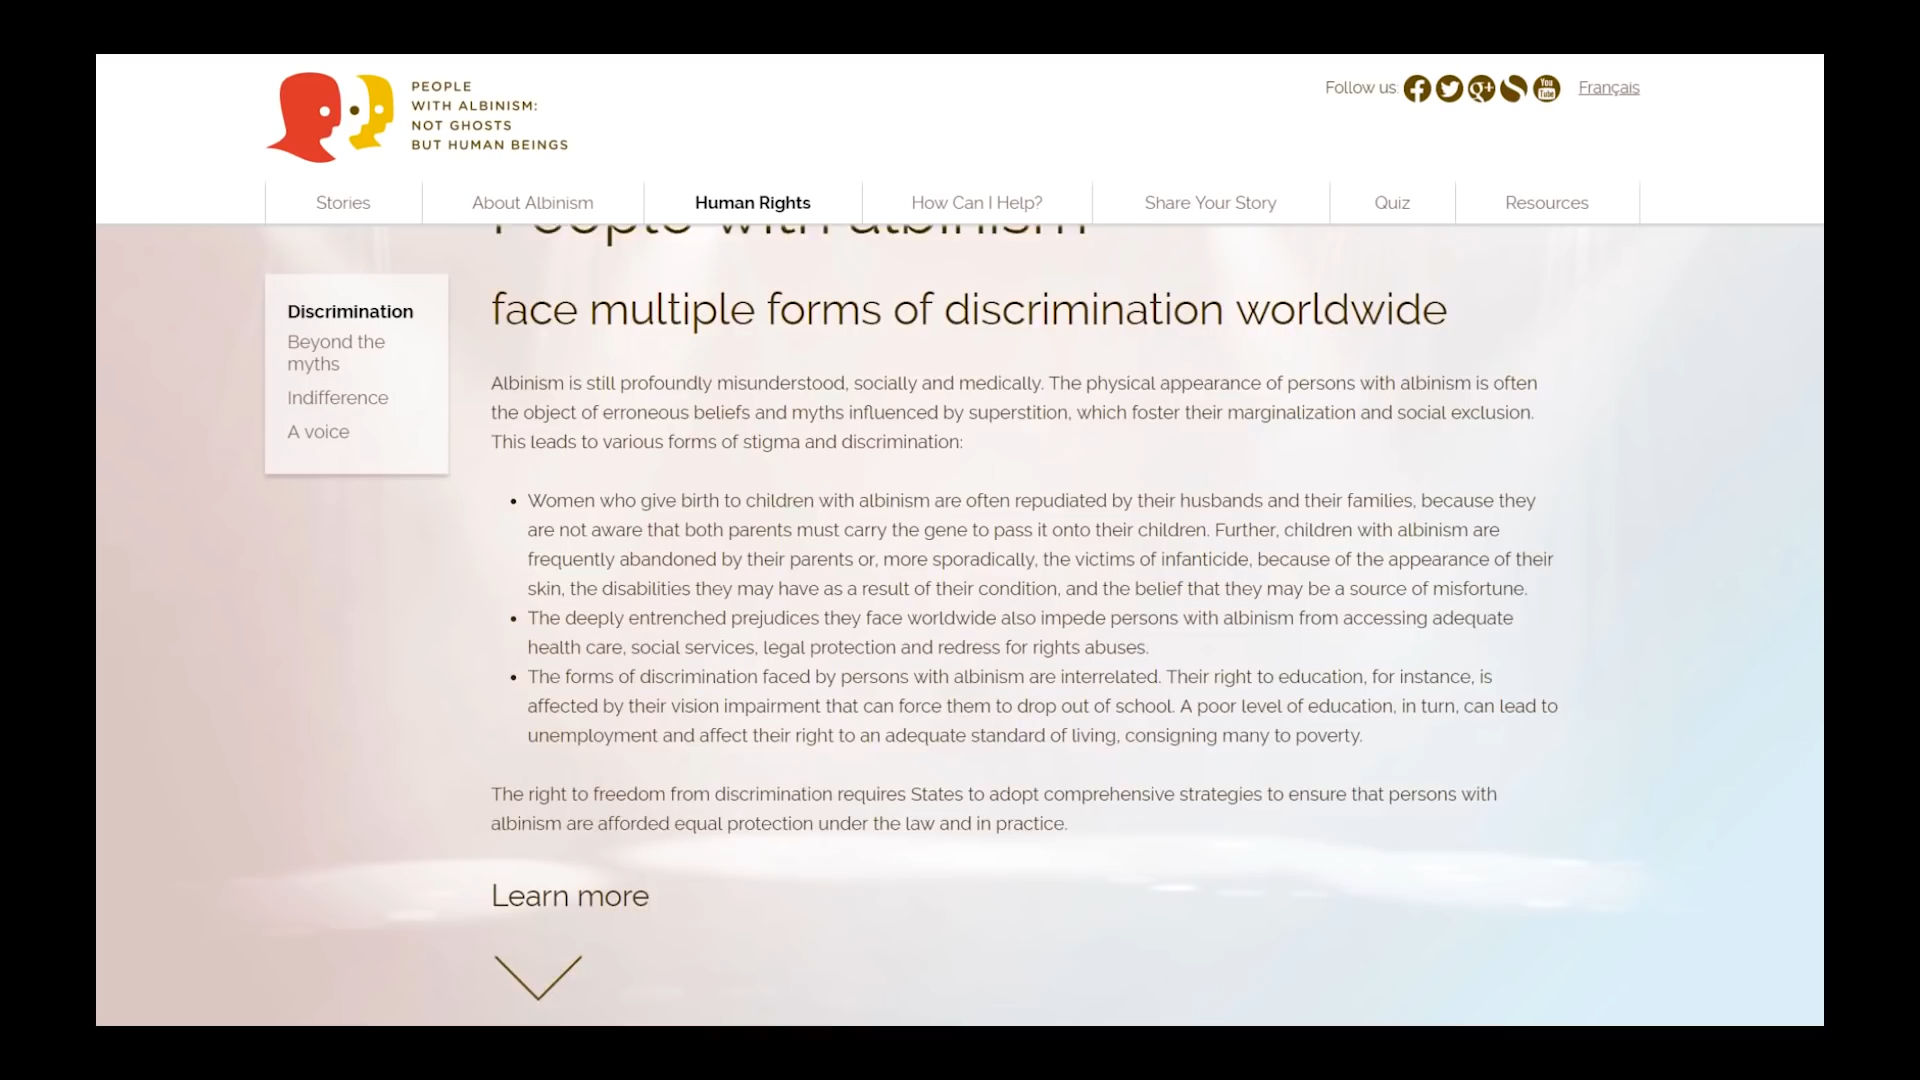 PEOPLE
WITH ALBINISM:
NOT GHOSTS
BUT HUMAN BEINGS
Follow us:
You
Tube
Français
Stories
About Albinism
Human Rights
How Can I Help?
Share Your Story
Quiz
Resources
People with albinism
face multiple forms of discrimination worldwide
Discrimination
Beyond the
myths
Indifference
A voice
Albinism is still profoundly misunderstood, socially and medically. The physical appearance of persons with albinism is often
the object of erroneous beliefs and myths influenced by superstition, which foster their marginalization and social exclusion.
This leads to various forms of stigma and discrimination:
• Women who give birth to children with albinism are often repudiated by their husbands and their families, because they
are not aware that both parents must carry the gene to pass it onto their children. Further, children with albinism are
frequently abandoned by their parents or, more sporadically, the victims of infanticide, because of the appearance of their
skin, the disabilities they may have as a result of their condition, and the belief that they may be a source of misfortune.
• The deeply entrenched prejudices they face worldwide also impede persons with albinism from accessing adequate
health care, social services, legal protection and redress for rights abuses.
• The forms of discrimination faced by persons with albinism are interrelated. Their right to education, for instance, is
affected by their vision impairment that can force them to drop out of school. A poor level of education, in turn, can lead to
unemployment and affect their right to an adequate standard of living, consigning many to poverty.
The right to freedom from discrimination requires States to adopt comprehensive strategies to ensure that persons with
albinism are afforded equal protection under the law and in practice.
Learn more